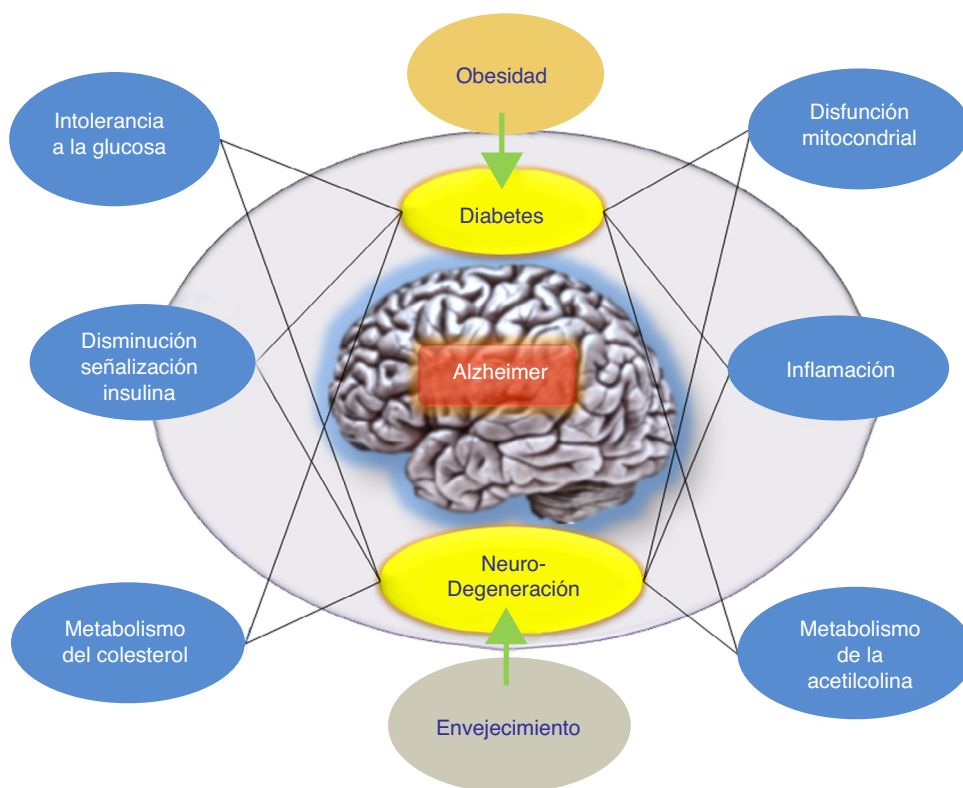 Obesidad
Intolerancia
a la glucosa
Disfunción
mitocondrial
Diabetes
Disminución
señalización
insulina
Alzheimer
Inflamación
Neuro-
Degeneración
Metabolismo
del colesterol
Metabolismo
de la
acetilcolina
Envejecimiento